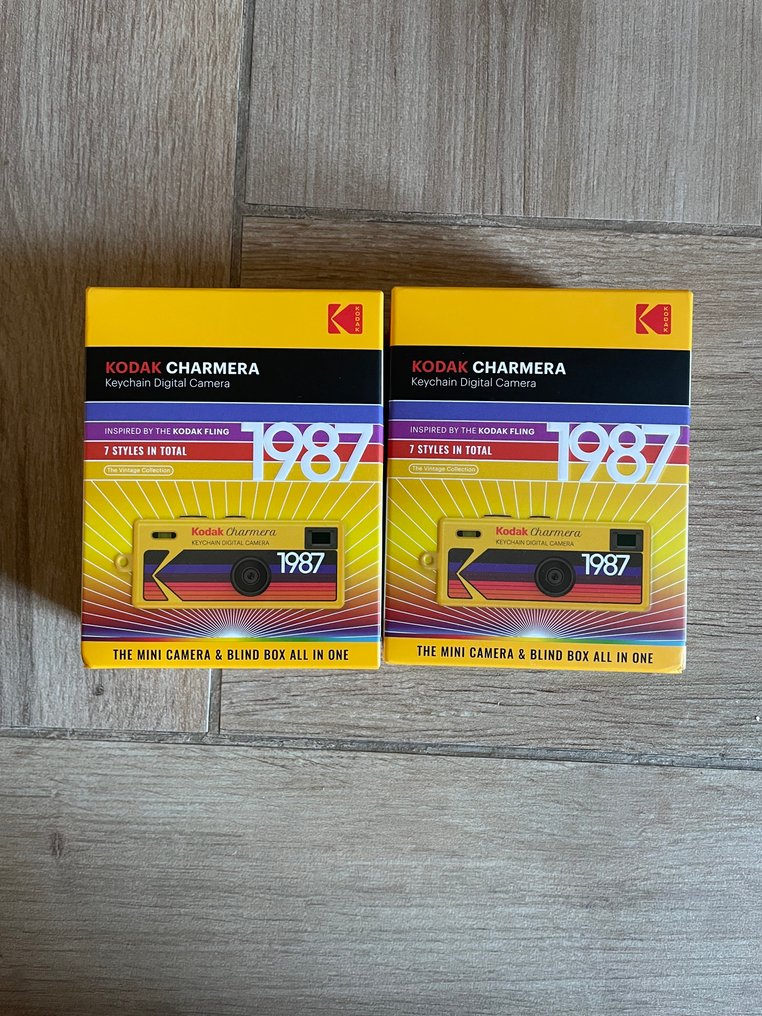 KODAK
KODAK CHARMERA
Keychain Digital Camera
INSPIRED BY THE KODAK FLING
1987
7 STYLES IN TOTAL
The Vintage Collection
Kodak Charmera
KEYCHAIN DIGITAL CAMERA
1987
THE MINI CAMERA & BLIND BOX ALL IN ONE
KODAK
KODAK CHARMERA
Keychain Digital Camera
INSPIRED BY THE KODAK FLING
1987
7 STYLES IN TOTAL
The Vintage Collection
Kodak Charmera
KEYCHAIN DIGITAL CAMERA
1987
THE MINI CAMERA & BLIND BOX ALL IN ONE